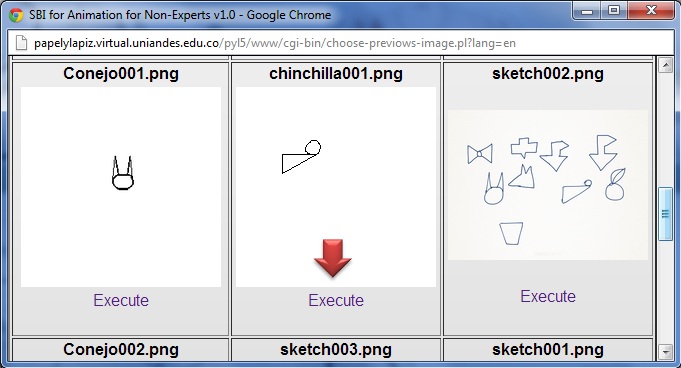 SBI for Animation for Non-Experts v1.0 - Google Chrome
papelylapiz.virtual.uniandes.edu.co/pyl5/www/cgi-bin/choose-previows-image.pl?lang=en
Conejo001.png
chinchilla001.png
sketch002.png
Execute
Execute
Execute
Conejo002.png
sketch003.png
sketch001.png